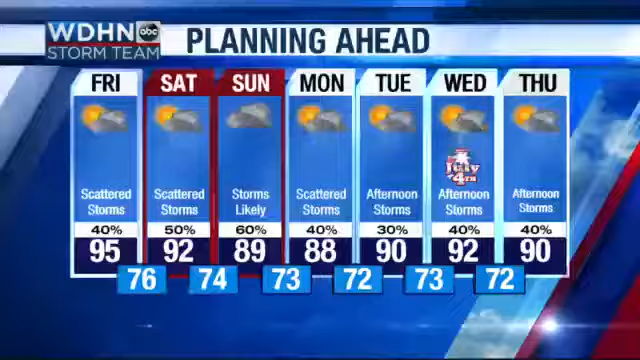 WDHN abc
STORM TEAM
PLANNING AHEAD
FRI SAT SUN MON TUE WED THU
July
4TH
Scattered Scattered Storms Scattered Afternoon Afternoon Afternoon
Storms Storms Likely Storms Storms Storms Storms
40% 50% 60% 40% 30% 40% 40%
95 92 89 88 90 92 90
76 74 73 72 73 72